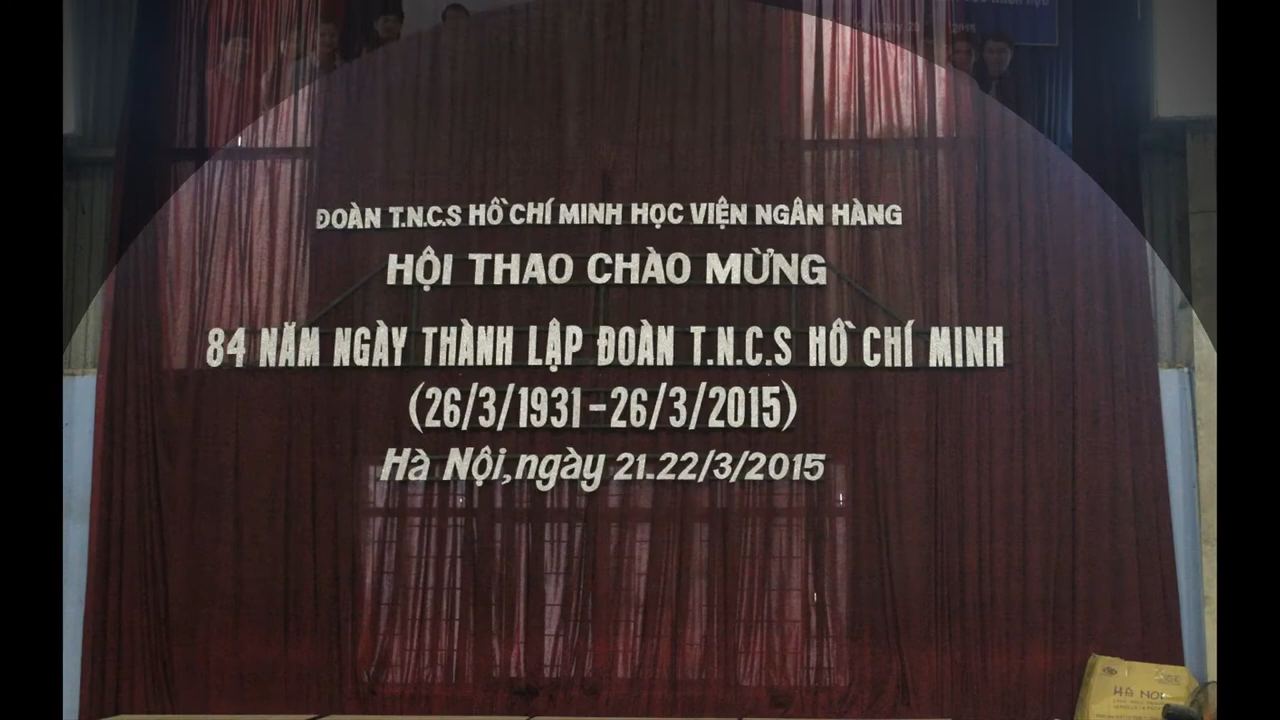 ĐOÀN T.N.C.S HỒ CHÍ MINH HỌC VIỆN NGÂN HÀNG
HỘI THAO CHÀO MỪNG
84 NĂM NGÀY THÀNH LẬP ĐOÀN T.N.C.S HỒ CHÍ MINH
(26/3/1931-26/3/2015)
Hà Nội, ngày 21.22/3/2015
HÀ NỘI